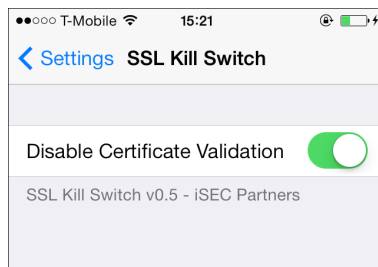 T-Mobile 15:21
Settings SSL Kill Switch
Disable Certificate Validation
SSL Kill Switch v0.5 - iSEC Partners